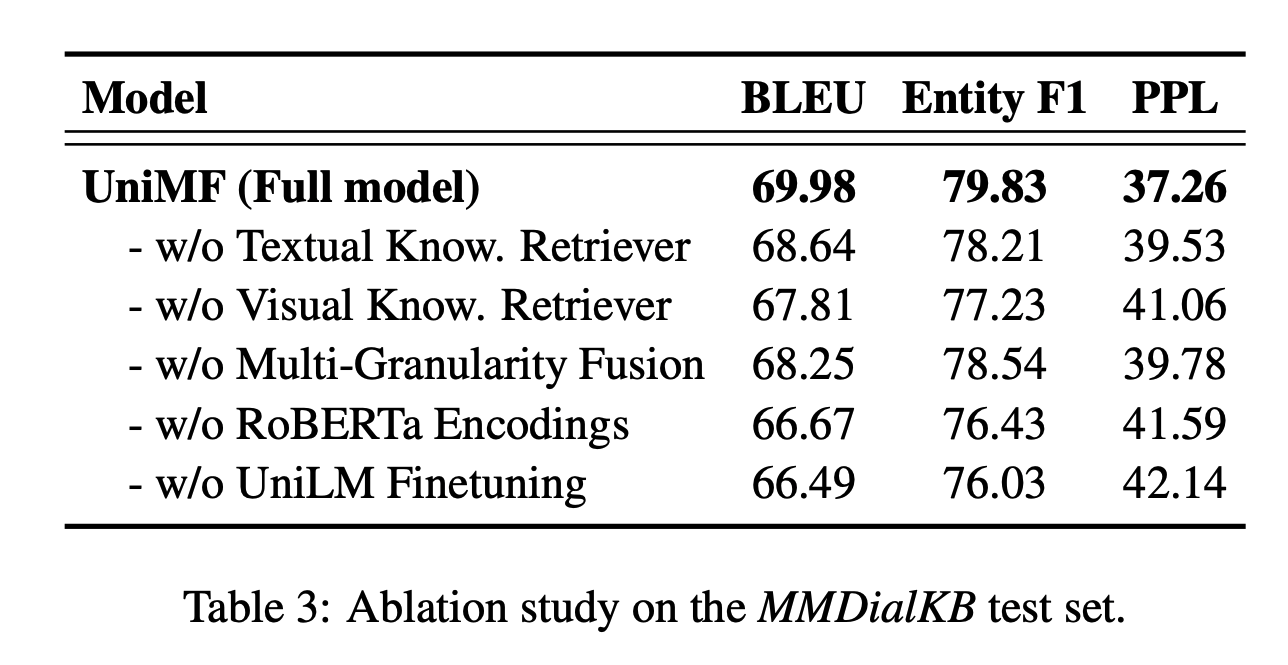 Model BLEU Entity F1 PPL
UniMF (Full model) 69.98 79.83 37.26
- w/o Textual Know. Retriever 68.64 78.21 39.53
- w/o Visual Know. Retriever 67.81 77.23 41.06
- w/o Multi-Granularity Fusion 68.25 78.54 39.78
- w/o RoBERTa Encodings 66.67 76.43 41.59
- w/o UniLM Finetuning 66.49 76.03 42.14
Table 3: Ablation study on the MMDialKB test set.